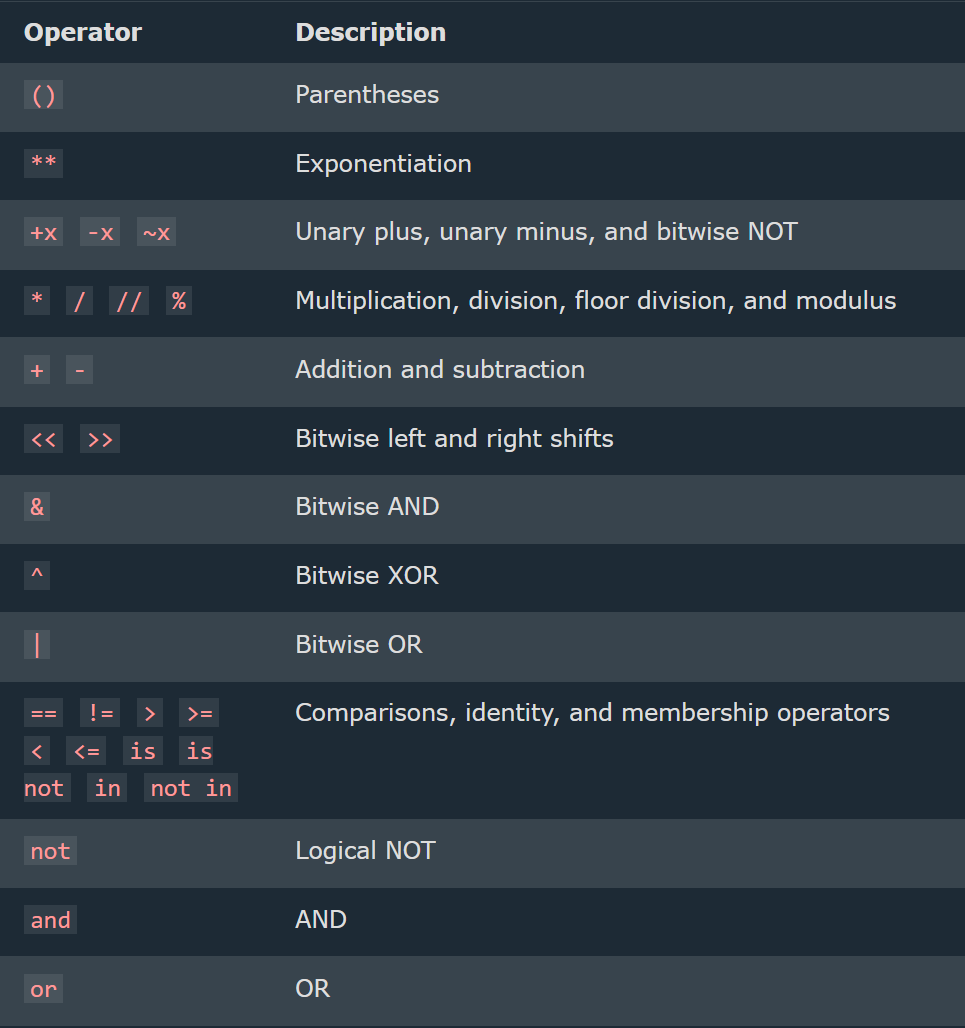 Operator Description
() Parentheses
** Exponentiation
+x -x ~x Unary plus, unary minus, and bitwise NOT
* / // % Multiplication, division, floor division, and modulus
+ - Addition and subtraction
<< >> Bitwise left and right shifts
& Bitwise AND
^ Bitwise XOR
| Bitwise OR
== != > >= Comparisons, identity, and membership operators
< <= is is
not in not in
not Logical NOT
and AND
or OR